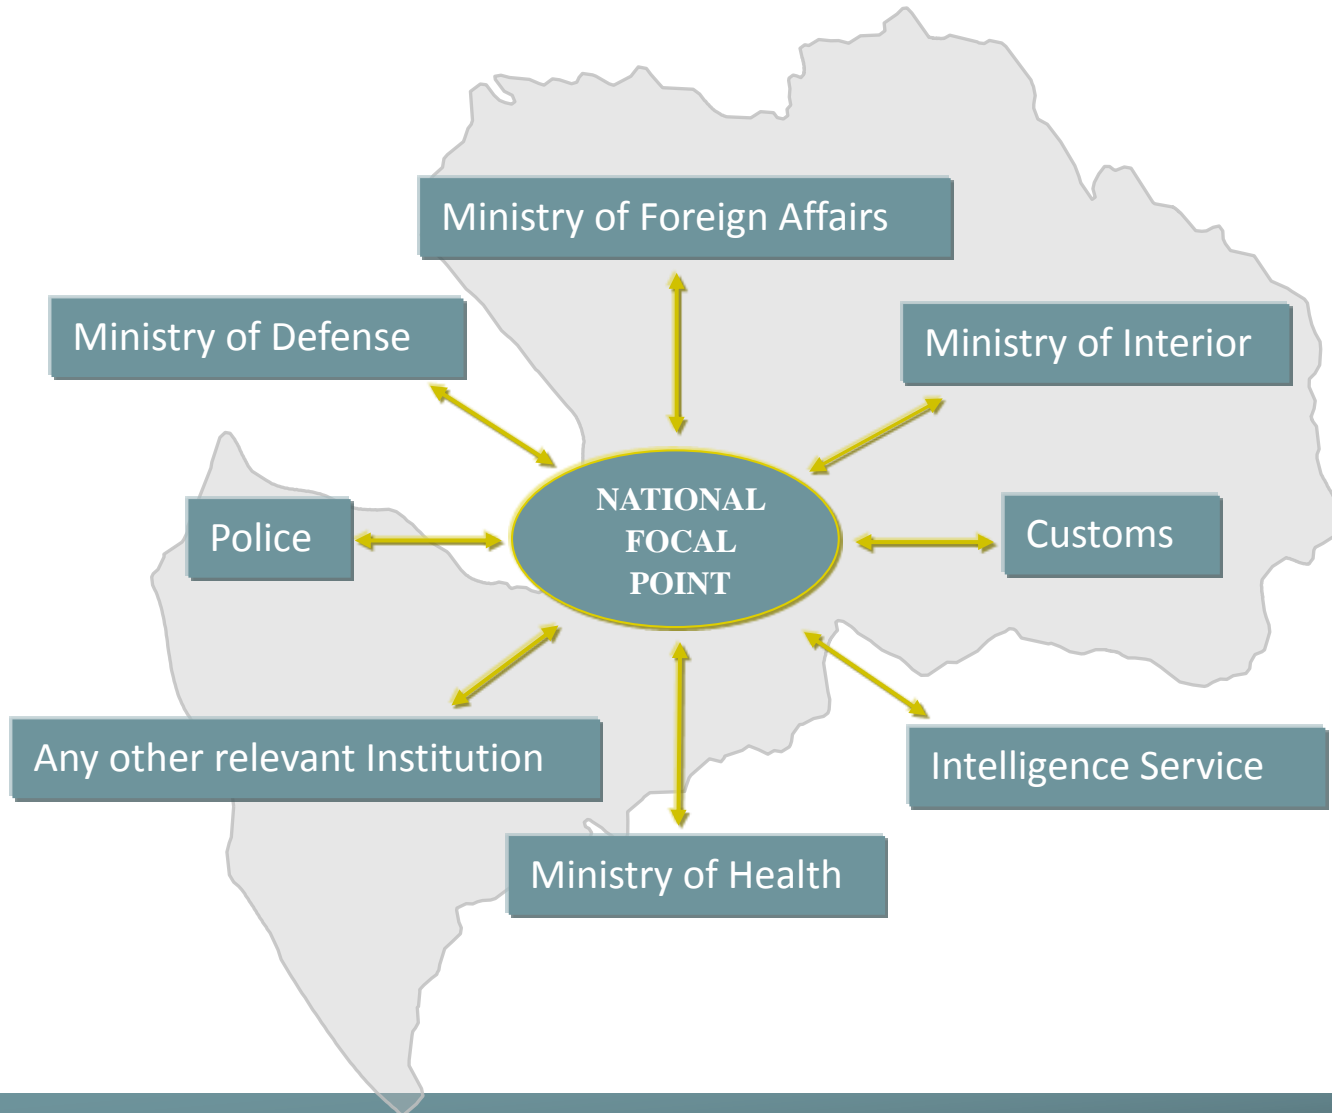 Ministry of Foreign Affairs
Ministry of Defense
Ministry of Interior
NATIONAL
FOCAL
POINT
Police
Customs
Any other relevant Institution
Intelligence Service
Ministry of Health